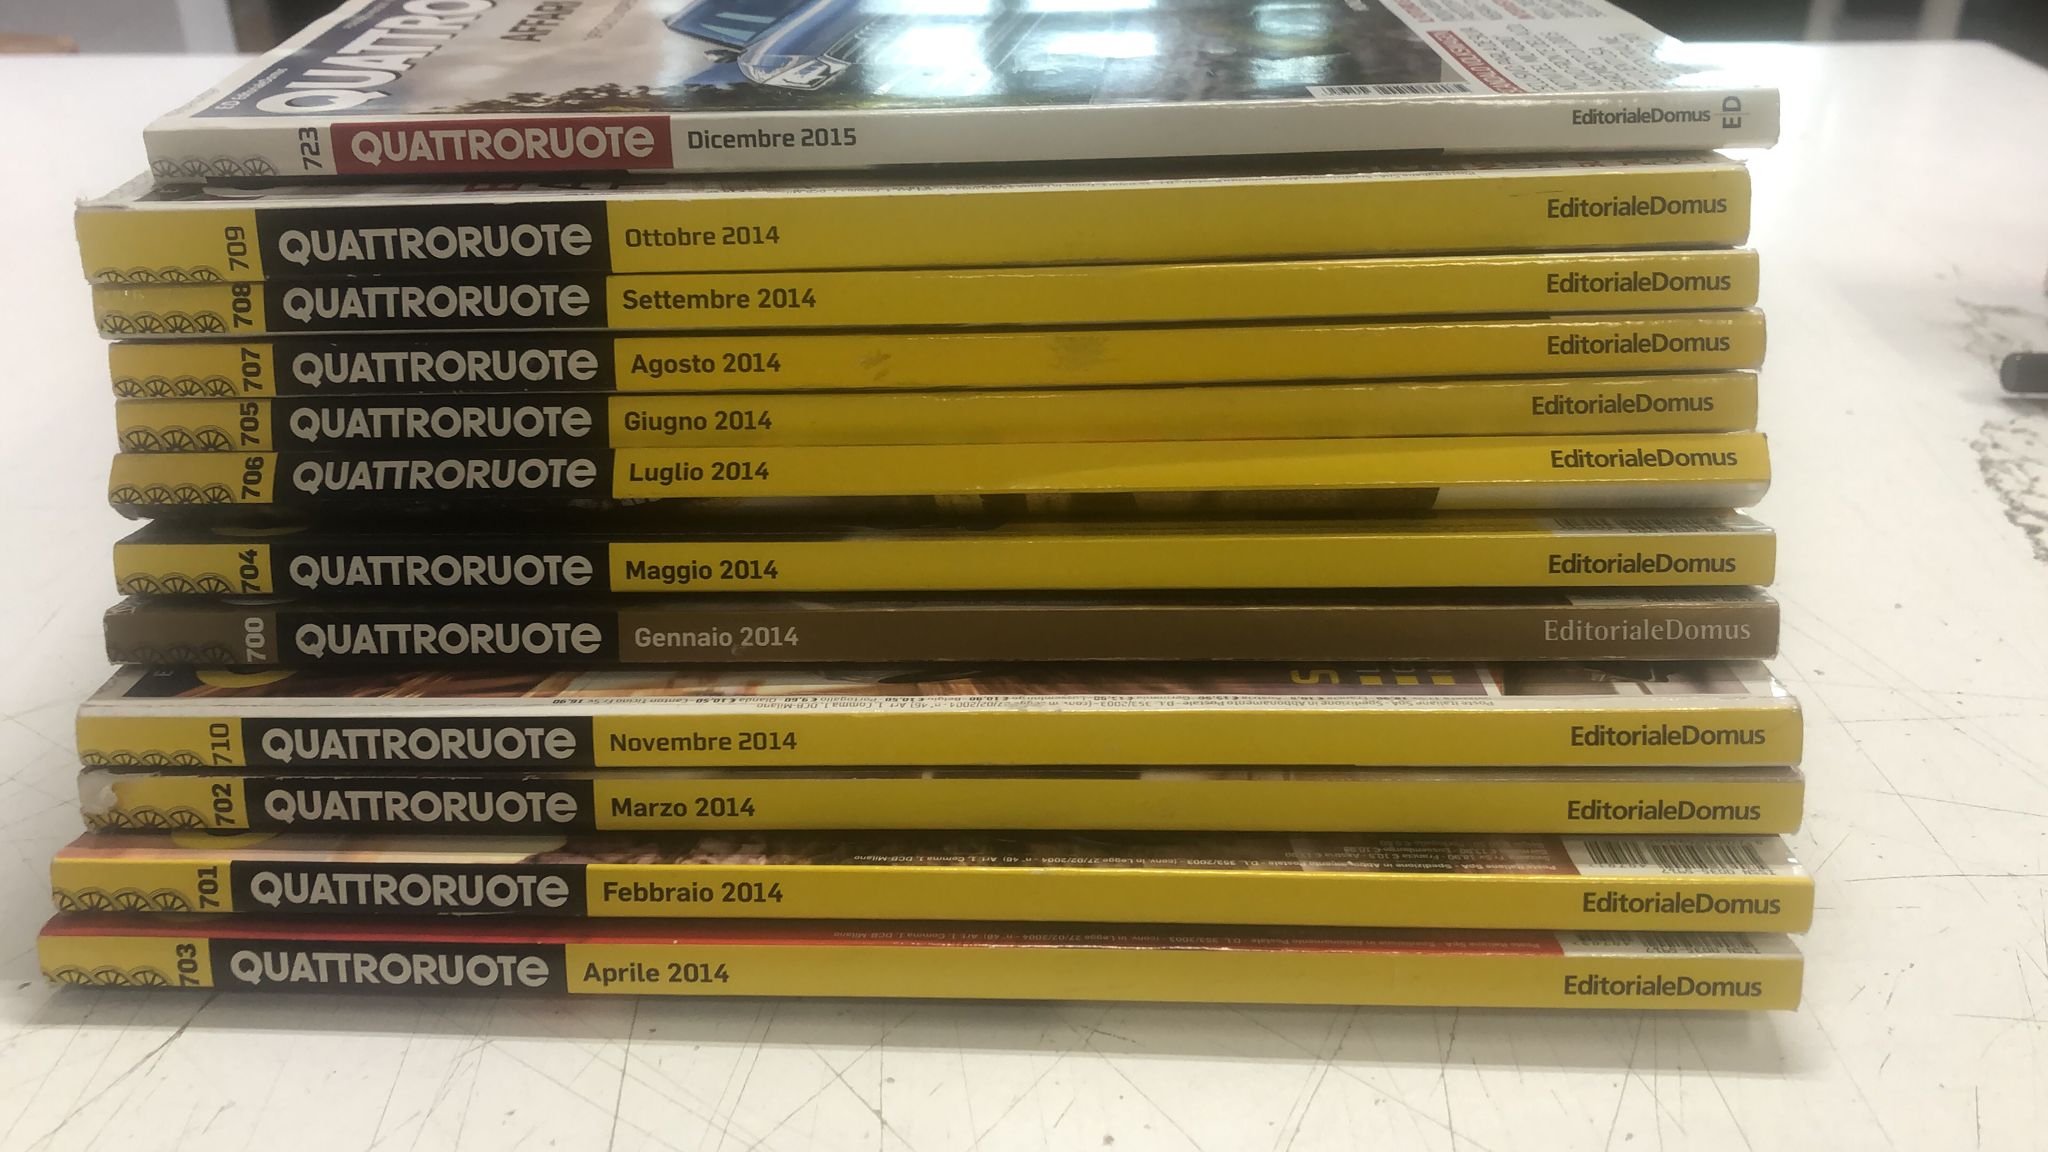 QUATTRO
AFFARI
723 QUATTRORUOTE Dicembre 2015 EditorialeDomus ED
709 QUATTRORUOTE Ottobre 2014 EditorialeDomus
708 QUATTRORUOTE Settembre 2014 EditorialeDomus
707 QUATTRORUOTE Agosto 2014 EditorialeDomus
705 QUATTRORUOTE Giugno 2014 EditorialeDomus
706 QUATTRORUOTE Luglio 2014 EditorialeDomus
704 QUATTRORUOTE Maggio 2014 EditorialeDomus
700 QUATTRORUOTE Gennaio 2014 EditorialeDomus
710 QUATTRORUOTE Novembre 2014 EditorialeDomus
702 QUATTRORUOTE Marzo 2014 EditorialeDomus
701 QUATTRORUOTE Febbraio 2014 EditorialeDomus
703 QUATTRORUOTE Aprile 2014 EditorialeDomus